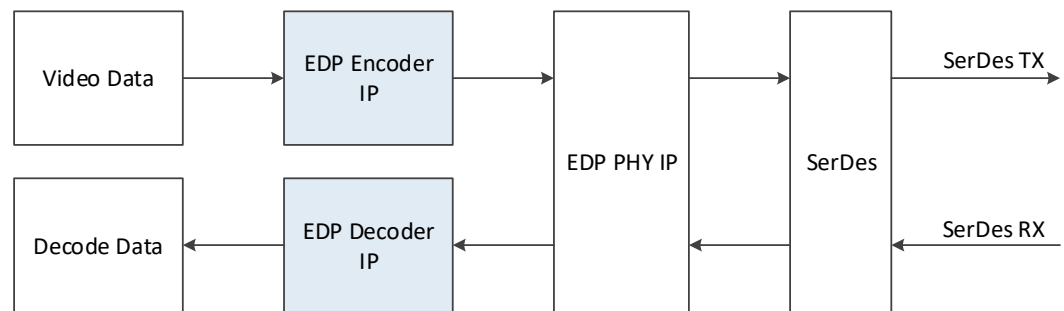 Video Data
EDP Encoder
IP
EDP PHY IP
SerDes
SerDes TX
Decode Data
EDP Decoder
IP
SerDes RX